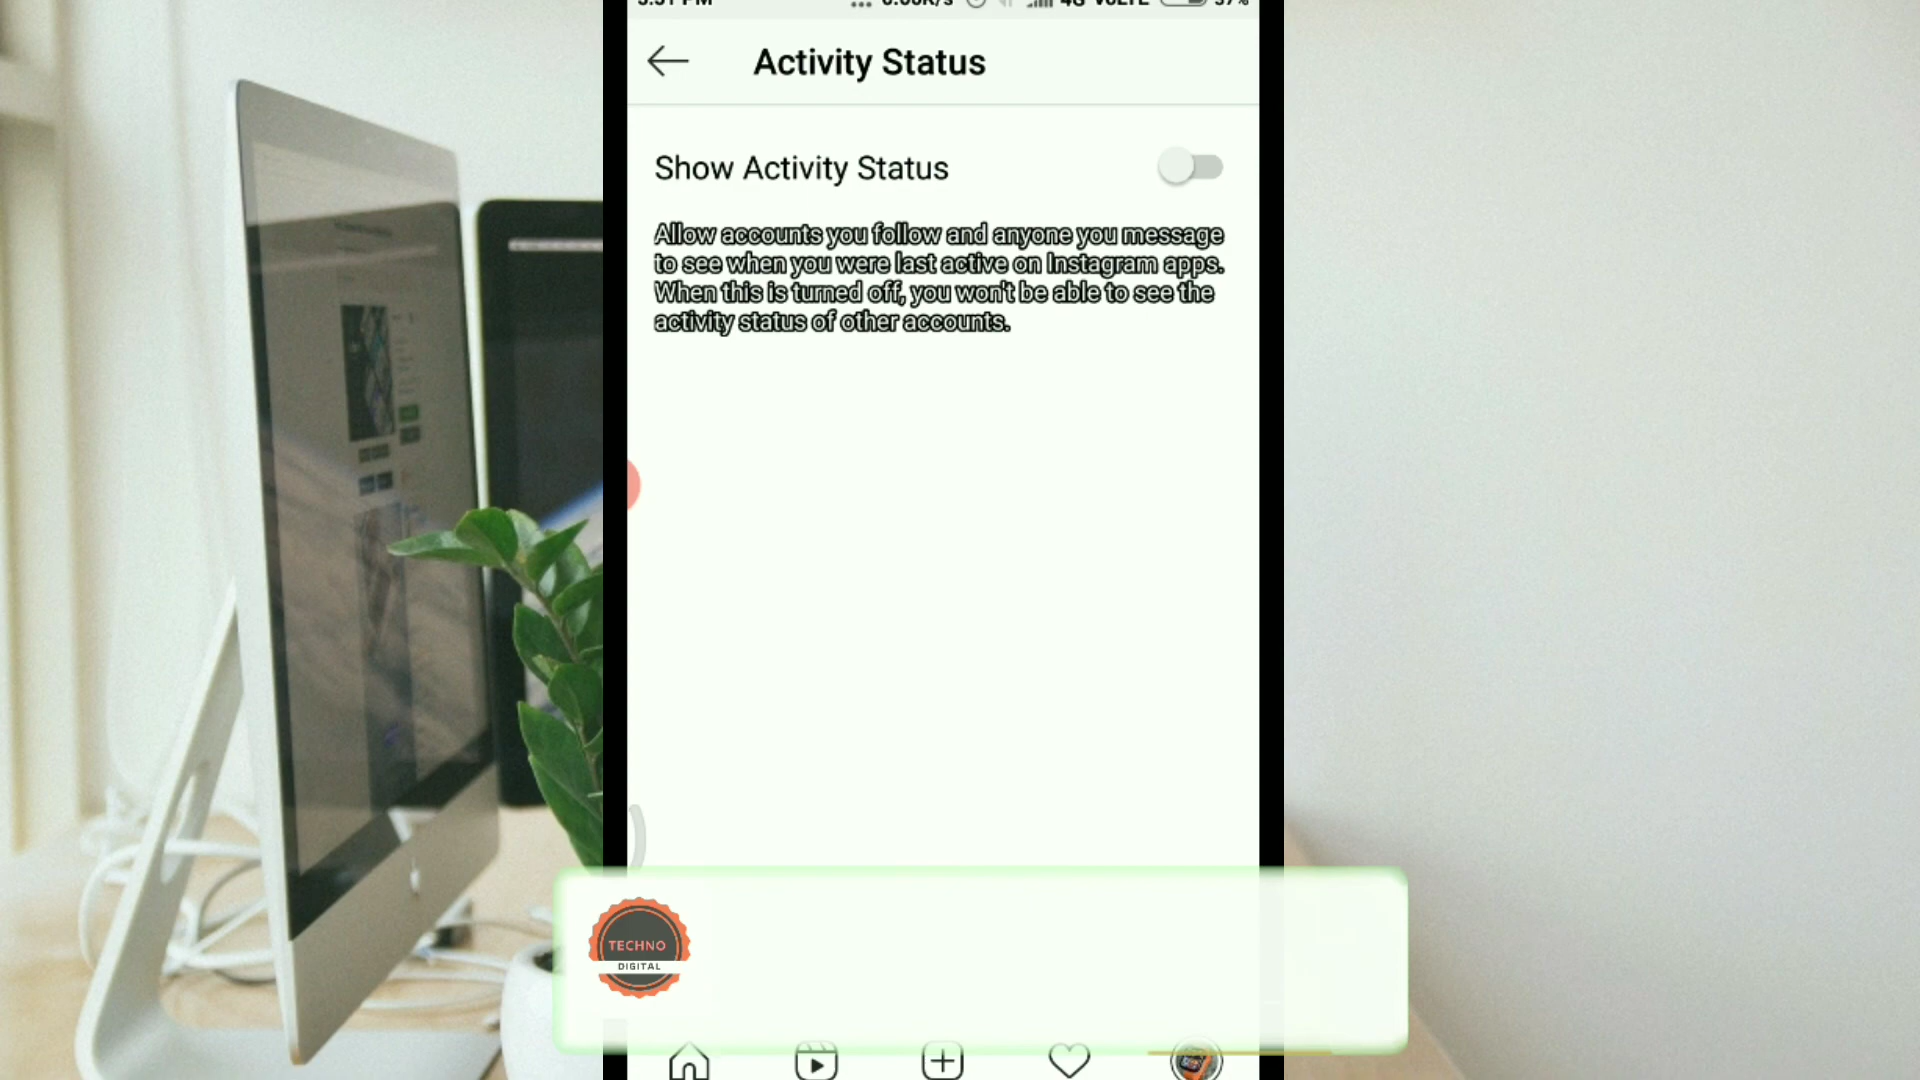 Activity Status
Show Activity Status
Allow accounts you follow and anyone you message
to see when you were last active on Instagram apps.
When this is turned off, you won't be able to see the
activity status of other accounts.
TECHNO
DIGITAL